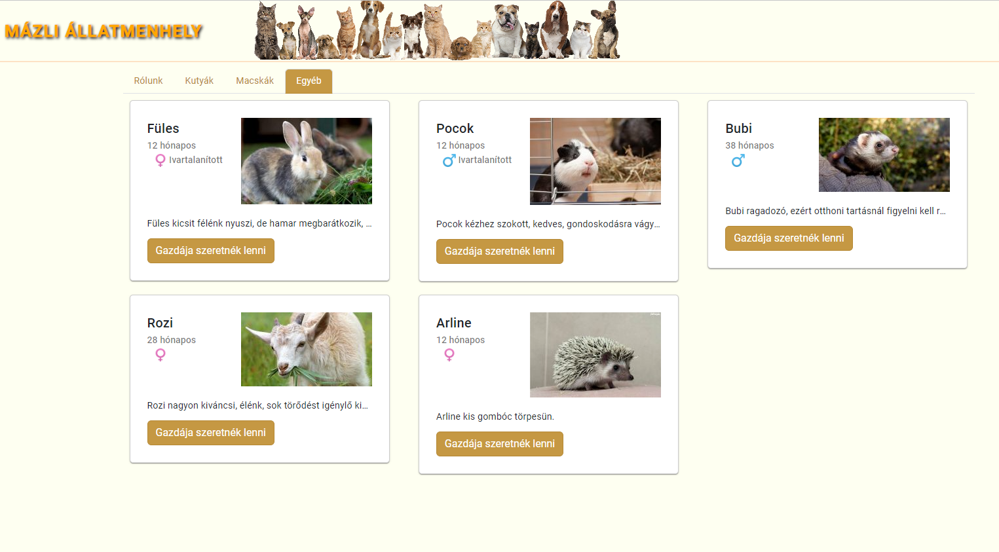 MÁZLI ÁLLATMENHELY
Rólunk Kutyák Macskák Egyéb
Füles
12 hónapos
Ivartalanított
Füles kicsit félénk nyuszi, de hamar megbarátkozik, ...
Gazdája szeretnék lenni
Pocok
12 hónapos
Ivartalanított
Pocok kézhez szokott, kedves, gondoskodásra vágy...
Gazdája szeretnék lenni
Bubi
38 hónapos
Bubi ragadozó, ezért otthoni tartásnál figyelni kell r...
Gazdája szeretnék lenni
Rozi
28 hónapos
Rozi nagyon kiváncsi, élénk, sok törődést igénylő ki...
Gazdája szeretnék lenni
Arline
12 hónapos
Arline kis gombóc törpesün.
Gazdája szeretnék lenni